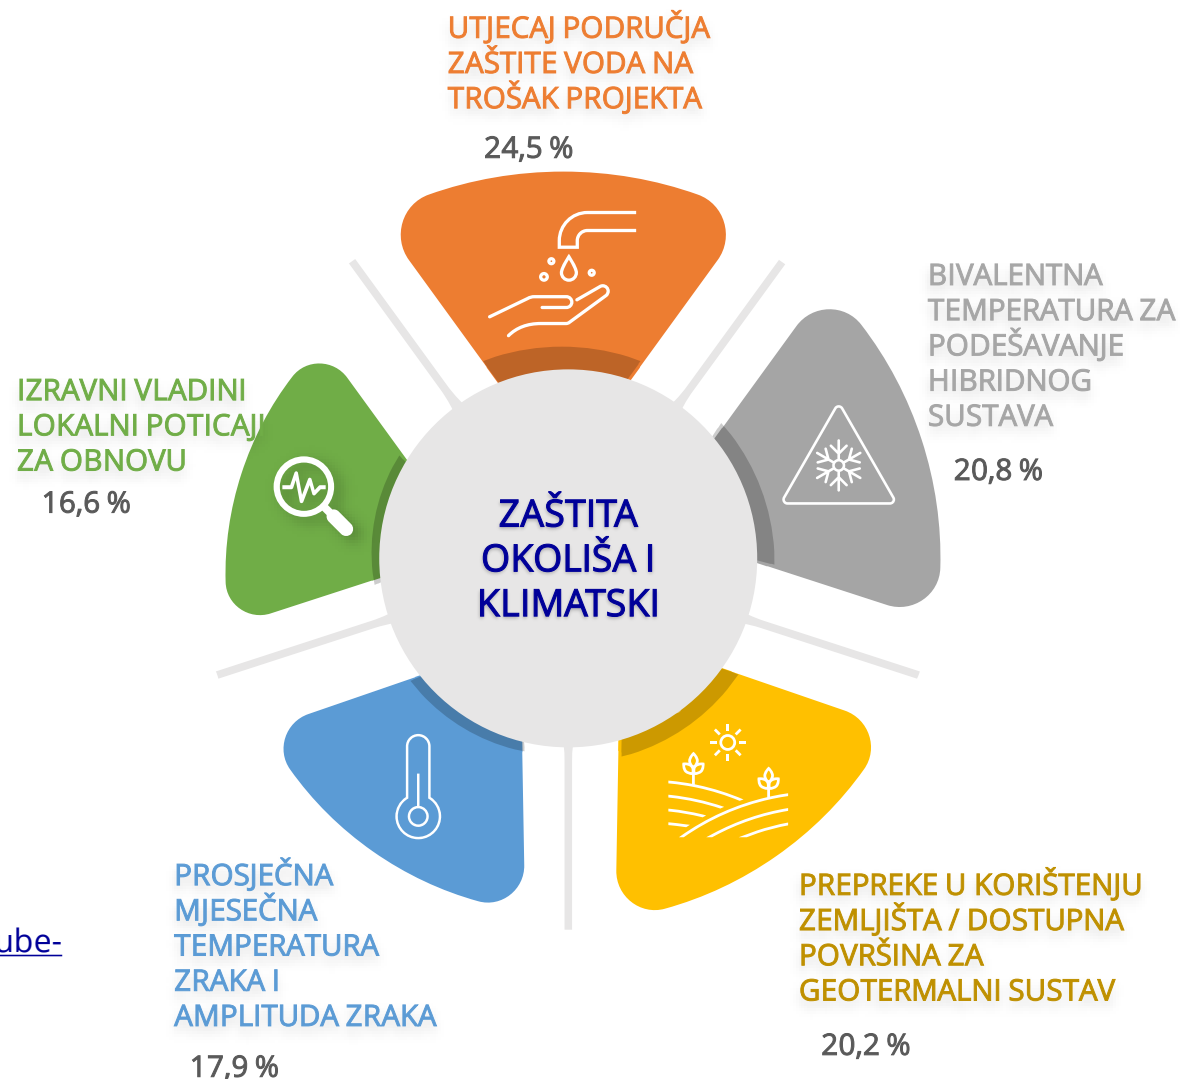 UTJECAJ PODRUČJA
ZAŠTITE VODA NA
TROŠAK PROJEKTA
24,5 %
BIVALENTNA
TEMPERATURA ZA
PODEŠAVANJE
HIBRIDNOG
SUSTAVA
20,8 %
IZRAVNI VLADINI
LOKALNI POTICAJI
ZA OBNOVU
16,6 %
ZAŠTITA
OKOLIŠA I
KLIMATSKI
PROSJEČNA
MJESEČNA
TEMPERATURA
ZRAKA I
AMPLITUDA ZRAKA
17,9 %
PREPREKE U KORIŠTENJU
ZEMLJIŠTA / DOSTUPNA
POVRŠINA ZA
GEOTERMALNI SUSTAV
20,2 %